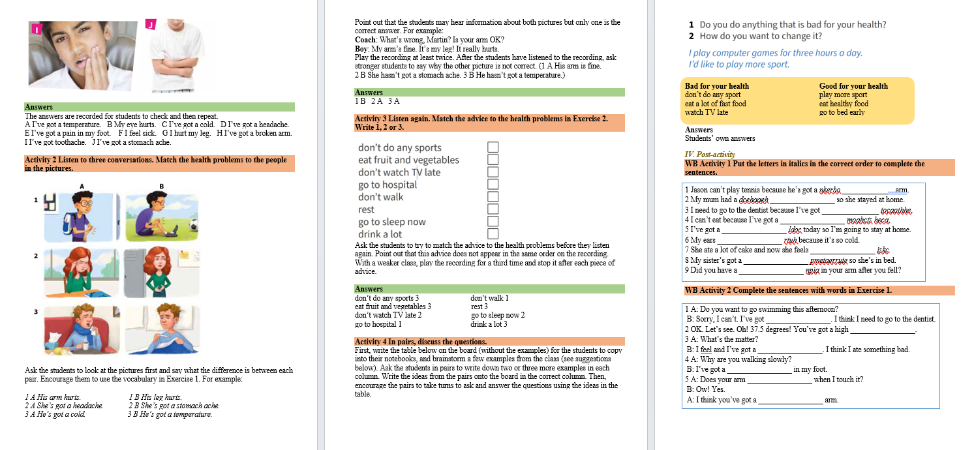 I
J
Answers
The answers are recorded for students to check and then repeat.
A I've got a temperature. B My eye hurts. C I've got a cold. D I've got a headache.
E I've got a pain in my foot. F I feel sick. G I hurt my leg. H I've got a broken arm.
I I've got toothache. J I've got a stomach ache.
Activity 2 Listen to three conversations. Match the health problems to the people
in the pictures.
A B
1
2
3
Ask the students to look at the pictures first and say what the difference is between each
pair. Encourage them to use the vocabulary in Exercise 1. For example:
1 A His arm hurts. 1 B His leg hurts.
2 A She's got a headache. 2 B She's got a stomach ache.
3 A He's got a cold. 3 B He's got a temperature.
Point out that the students may hear information about both pictures but only one is the
correct answer. For example:
Coach: What's wrong, Martin? Is your arm OK?
Boy: My arm's fine. It's my leg! It really hurts.
Play the recording at least twice. After the students have listened to the recording, ask
stronger students to say why the other picture is not correct. (1 A His arm is fine.
2 B She hasn't got a stomach ache. 3 B He hasn't got a temperature.)
Answers
1 B 2 A 3 A
Activity 3 Listen again. Match the advice to the health problems in Exercise 2.
Write 1, 2 or 3.
don't do any sports
eat fruit and vegetables
don't watch TV late
go to hospital
don't walk
rest
go to sleep now
drink a lot
Ask the students to try to match the advice to the health problems before they listen
again. Point out that this advice does not appear in the same order on the recording.
With a weaker class, play the recording for a third time and stop it after each piece of
advice.
Answers
don't do any sports 3 don't walk 1
eat fruit and vegetables 3 rest 3
don't watch TV late 2 go to sleep now 2
go to hospital 1 drink a lot 3
Activity 4 In pairs, discuss the questions.
First, write the table below on the board (without the examples) for the students to copy
into their notebooks, and brainstorm a few examples from the class (see suggestions
below). Ask the students in pairs to write down two or three more examples in each
column. Write the ideas from the pairs onto the board in the correct column. Then,
encourage the pairs to take turns to ask and answer the questions using the ideas in the
table.
1 Do you do anything that is bad for your health?
2 How do you want to change it?
I play computer games for three hours a day.
I'd like to play more sport.
Bad for your health Good for your health
don't do any sport play more sport
eat a lot of fast food eat healthy food
watch TV late go to bed early
Answers
Students' own answers
IV. Post-activity
WB Activity 1 Put the letters in italics in the correct order to complete the
sentences.
1 Jason can't play tennis because he's got a ____ arm.
2 My mum had a ____ so she stayed at home.
3 I need to go to the dentist because I've got ____
4 I can't eat because I've got a ____
5 I've got a ____ today so I'm going to stay at home.
6 My ears ____ because it's so cold.
7 She ate a lot of cake and now she feels ____
8 My sister's got a ____ so she's in bed.
9 Did you have a ____ in your arm after you fell?
WB Activity 2 Complete the sentences with words in Exercise 1.
1 A: Do you want to go swimming this afternoon?
B: Sorry, I can't. I've got ____. I think I need to go to the dentist.
2 OK. Let's see. Oh! 37.5 degrees! You've got a high ____.
3 A: What's the matter?
B: I feel and I've got a ____. I think I ate something bad.
4 A: Why are you walking slowly?
B: I've got a ____ in my foot.
5 A: Does your arm ____ when I touch it?
B: Ow! Yes.
A: I think you've got a ____ arm.